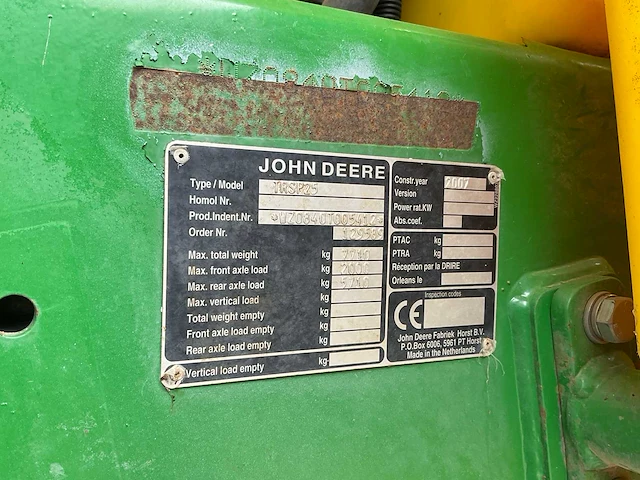 JOHN DEERE
Type / Model
Homol Nr.
Prod.Indent.Nr.
Order Nr.
Max. total weight kg
Max. front axle load kg 2000
Max. rear axle load kg
Max. vertical load kg
Total weight empty kg
Front axle load empty kg
Rear axle load empty kg
Vertical load empty kg
Constr.year 2007
Version
Power rat.KW
Abs.coef.
PTAC kg
PTRA kg
Réception par la DRIRE
Orleans le
Inspection codes
CE
John Deere Fabriek Horst B.V.
P.O.Box 6006, 5961 PT Horst
Made in the Netherlands